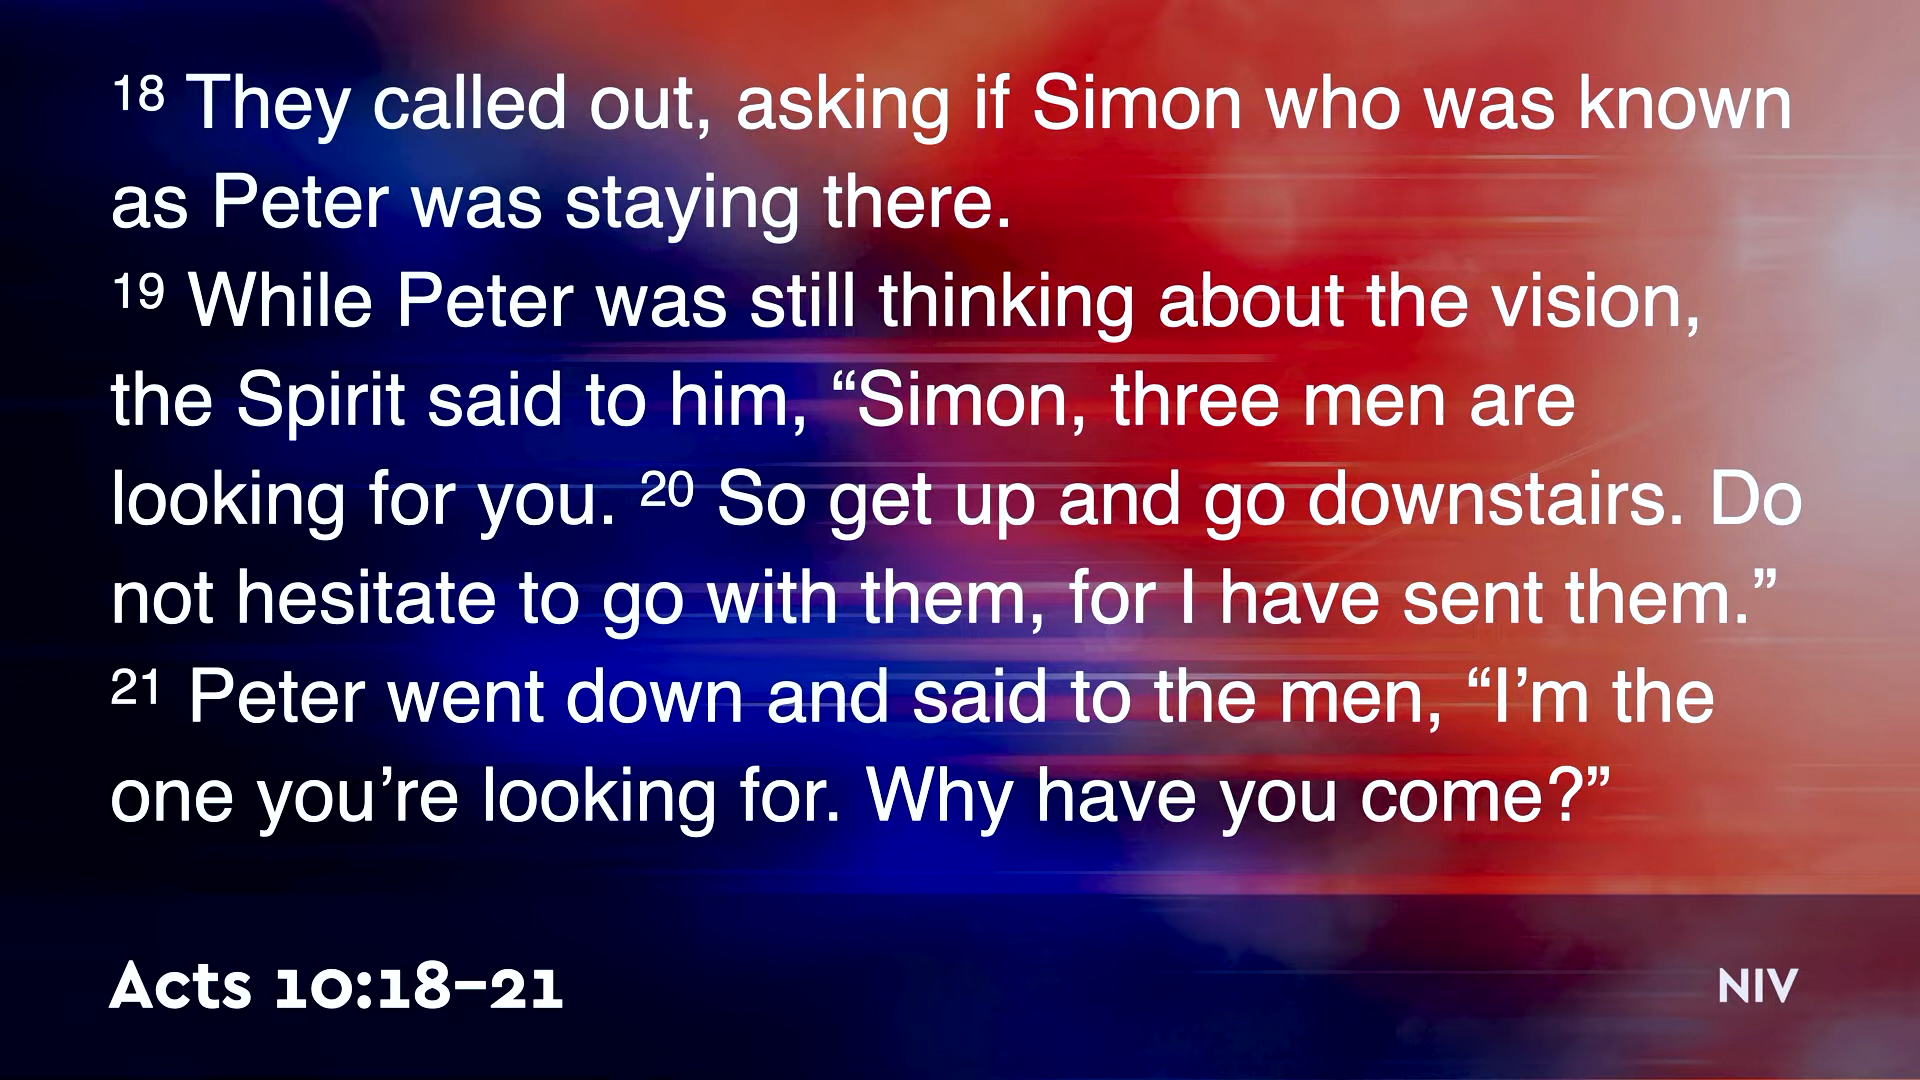 18 They called out, asking if Simon who was known
as Peter was staying there.
19 While Peter was still thinking about the vision,
the Spirit said to him, “Simon, three men are
looking for you. 20 So get up and go downstairs. Do
not hesitate to go with them, for I have sent them.”
21 Peter went down and said to the men, “I’m the
one you’re looking for. Why have you come?”
Acts 10:18–21
NIV